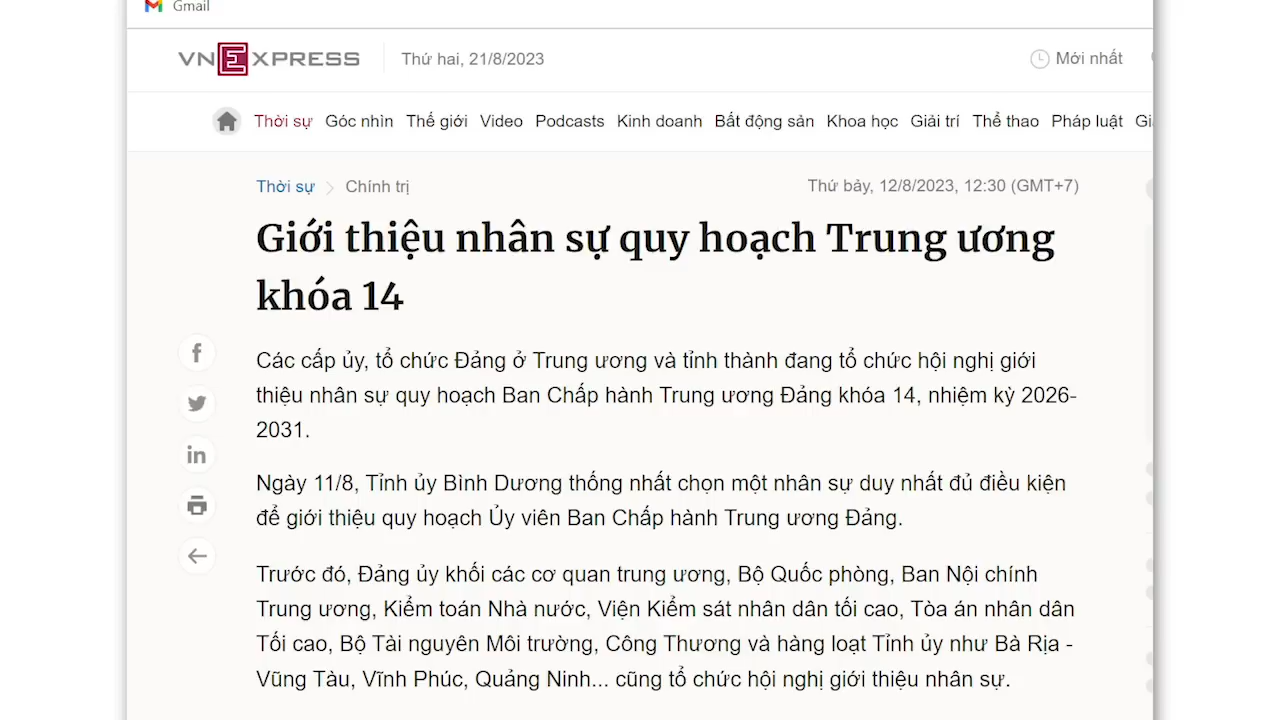 Gmail
VNEXPRESS
Thứ hai, 21/8/2023
Mới nhất
Thời sự Góc nhìn Thế giới Video Podcasts Kinh doanh Bất động sản Khoa học Giải trí Thể thao Pháp luật
Thời sự Chính trị
Thứ bảy, 12/8/2023, 12:30 (GMT+7)
Giới thiệu nhân sự quy hoạch Trung ương
khóa 14
Các cấp ủy, tổ chức Đảng ở Trung ương và tỉnh thành đang tổ chức hội nghị giới
thiệu nhân sự quy hoạch Ban Chấp hành Trung ương Đảng khóa 14, nhiệm kỳ 2026-
2031.
Ngày 11/8, Tỉnh ủy Bình Dương thống nhất chọn một nhân sự duy nhất đủ điều kiện
để giới thiệu quy hoạch Ủy viên Ban Chấp hành Trung ương Đảng.
Trước đó, Đảng ủy khối các cơ quan trung ương, Bộ Quốc phòng, Ban Nội chính
Trung ương, Kiểm toán Nhà nước, Viện Kiểm sát nhân dân tối cao, Tòa án nhân dân
Tối cao, Bộ Tài nguyên Môi trường, Công Thương và hàng loạt Tỉnh ủy như Bà Rịa -
Vũng Tàu, Vĩnh Phúc, Quảng Ninh... cũng tổ chức hội nghị giới thiệu nhân sự.